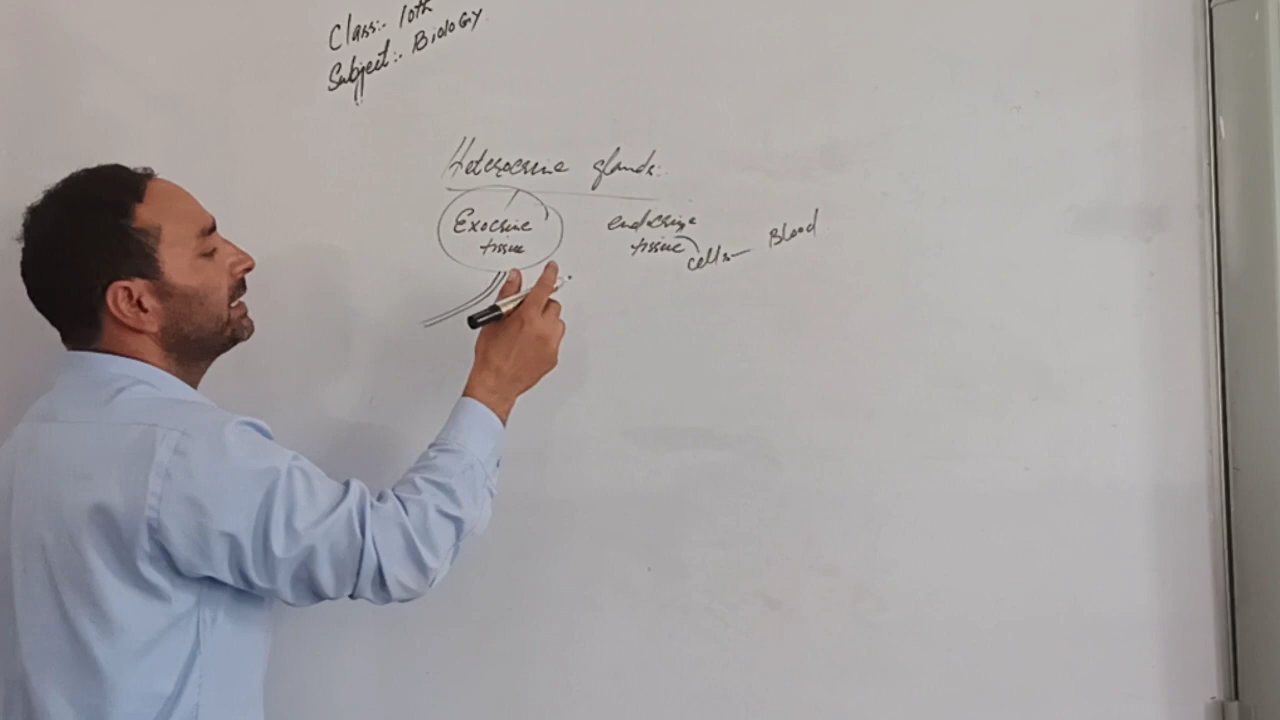 Class:- 10th
Subject:- Biology
Heterocrine glands:
Exocrine tissue
endocrine tissue
cells - Blood